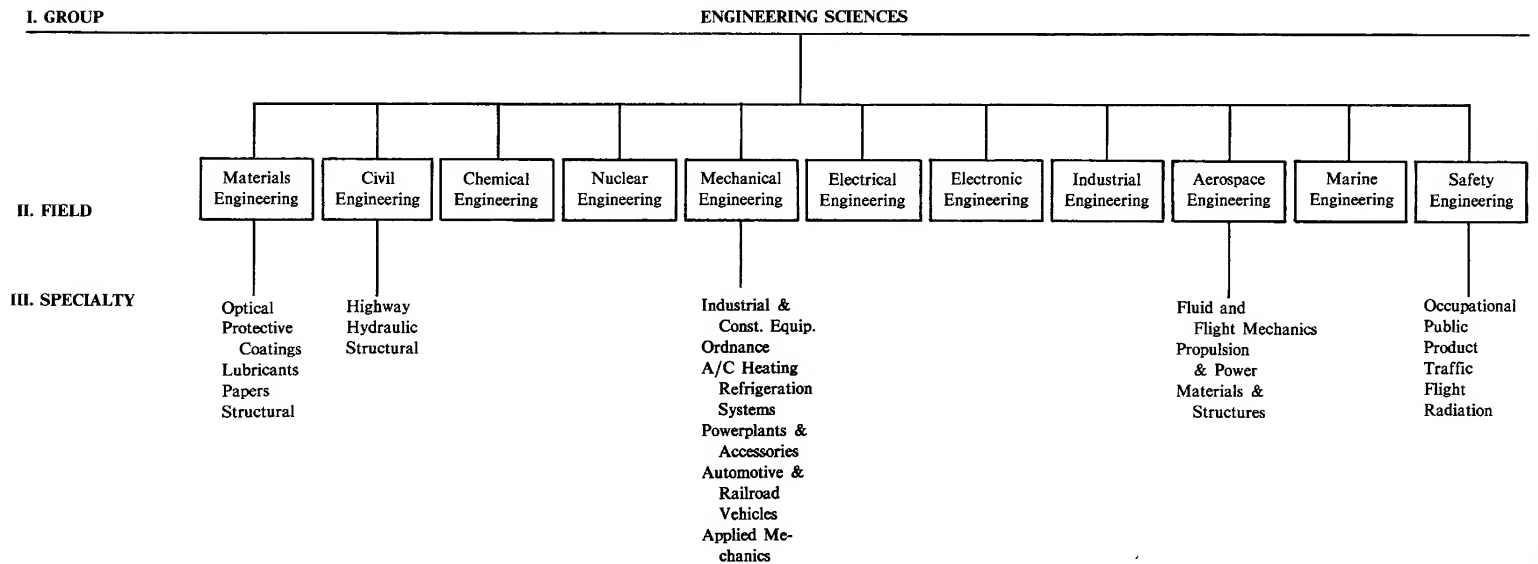 I. GROUP
ENGINEERING SCIENCES
II. FIELD
Materials
Engineering
Civil
Engineering
Chemical
Engineering
Nuclear
Engineering
Mechanical
Engineering
Electrical
Engineering
Electronic
Engineering
Industrial
Engineering
Aerospace
Engineering
Marine
Engineering
Safety
Engineering
III. SPECIALTY
Optical
Protective
Coatings
Lubricants
Papers
Structural
Highway
Hydraulic
Structural
Industrial &
Const. Equip.
Ordnance
A/C Heating
Refrigeration
Systems
Powerplants &
Accessories
Automotive &
Railroad
Vehicles
Applied Me-
chanics
Fluid and
Flight Mechanics
Propulsion
& Power
Materials &
Structures
Occupational
Public
Product
Traffic
Flight
Radiation